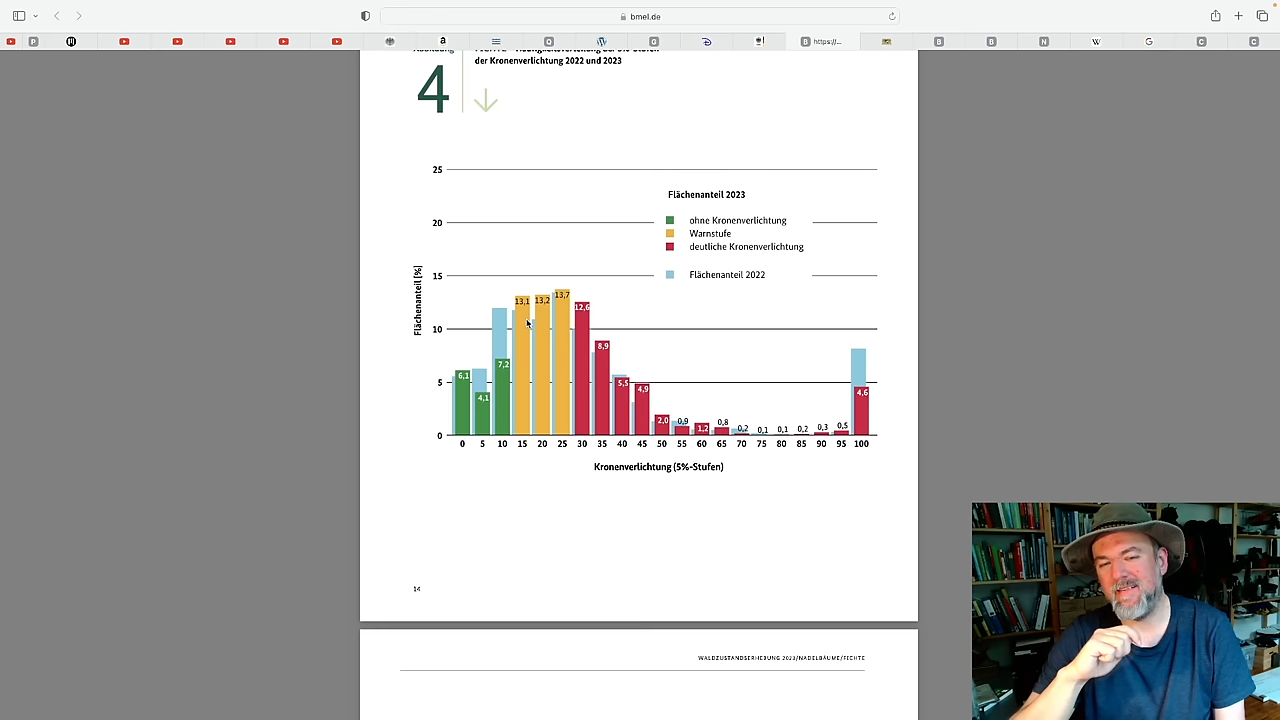 bmel.de
https://...
der Kronenverlichtung 2022 und 2023
4
25
Flächenanteil 2023
20
ohne Kronenverlichtung
Warnstufe
deutliche Kronenverlichtung
15
Flächenanteil 2022
Flächenanteil [%]
10
5
0
6,1
4,1
7,2
13,1
13,2
13,7
12,6
8,9
5,5
4,9
2,0
0,9
1,2
0,8
0,2
0,1
0,1
0,2
0,3
0,5
4,6
0 5 10 15 20 25 30 35 40 45 50 55 60 65 70 75 80 85 90 95 100
Kronenverlichtung (5%-Stufen)
14
WALDZUSTANDSERHEBUNG 2023/NADELBÄUME/FICHTE